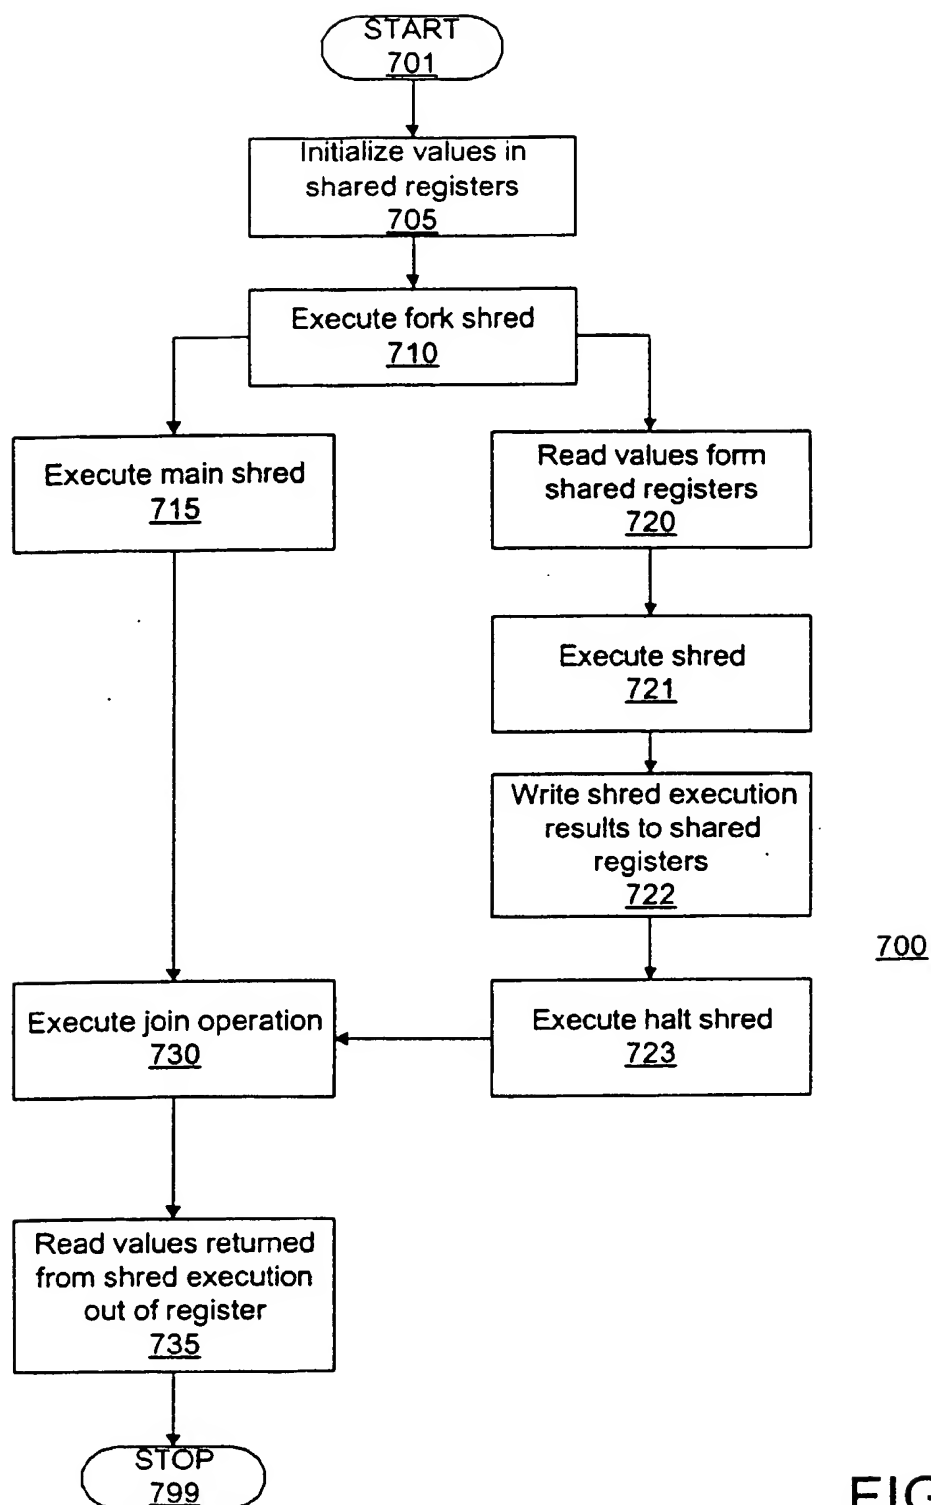 START
701
Initialize values in
shared registers
705
Execute fork shred
710
Execute main shred
715
Read values form
shared registers
720
Execute shred
721
Write shred execution
results to shared
registers
722
700
Execute join operation
730
Execute halt shred
723
Read values returned
from shred execution
out of register
735
STOP
799
FIG